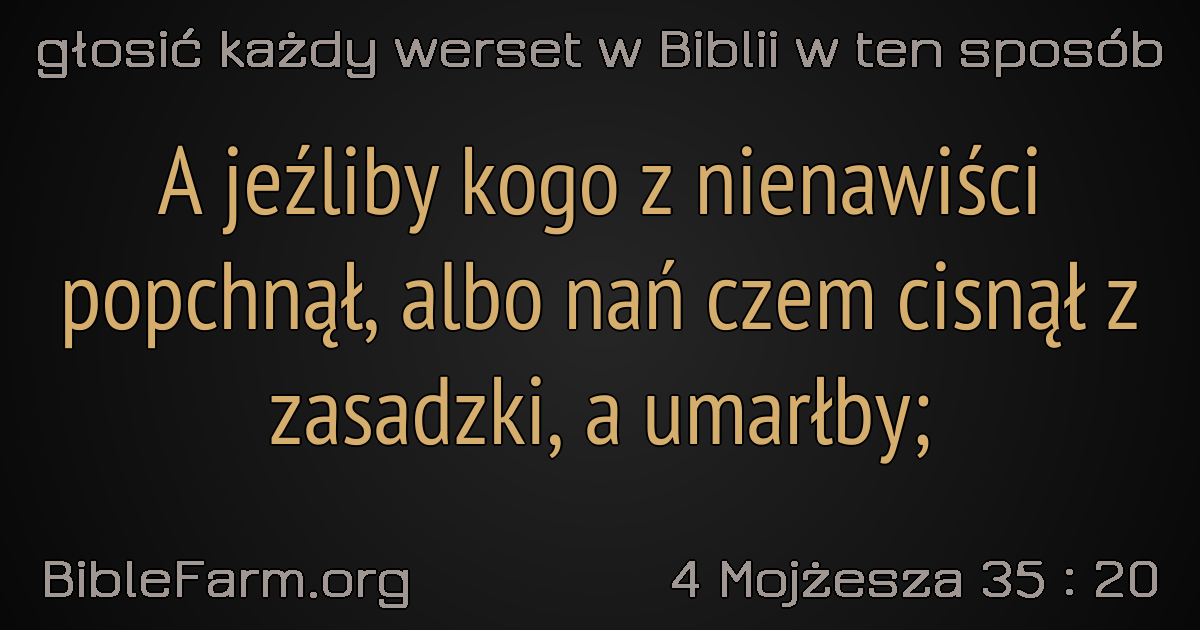 głosić każdy werset w Biblii w ten sposób
A jeźliby kogo z nienawiści
popchnął, albo nań czem cisnął z
zasadzki, a umarłby;
BibleFarm.org
4 Mojżesza 35 : 20